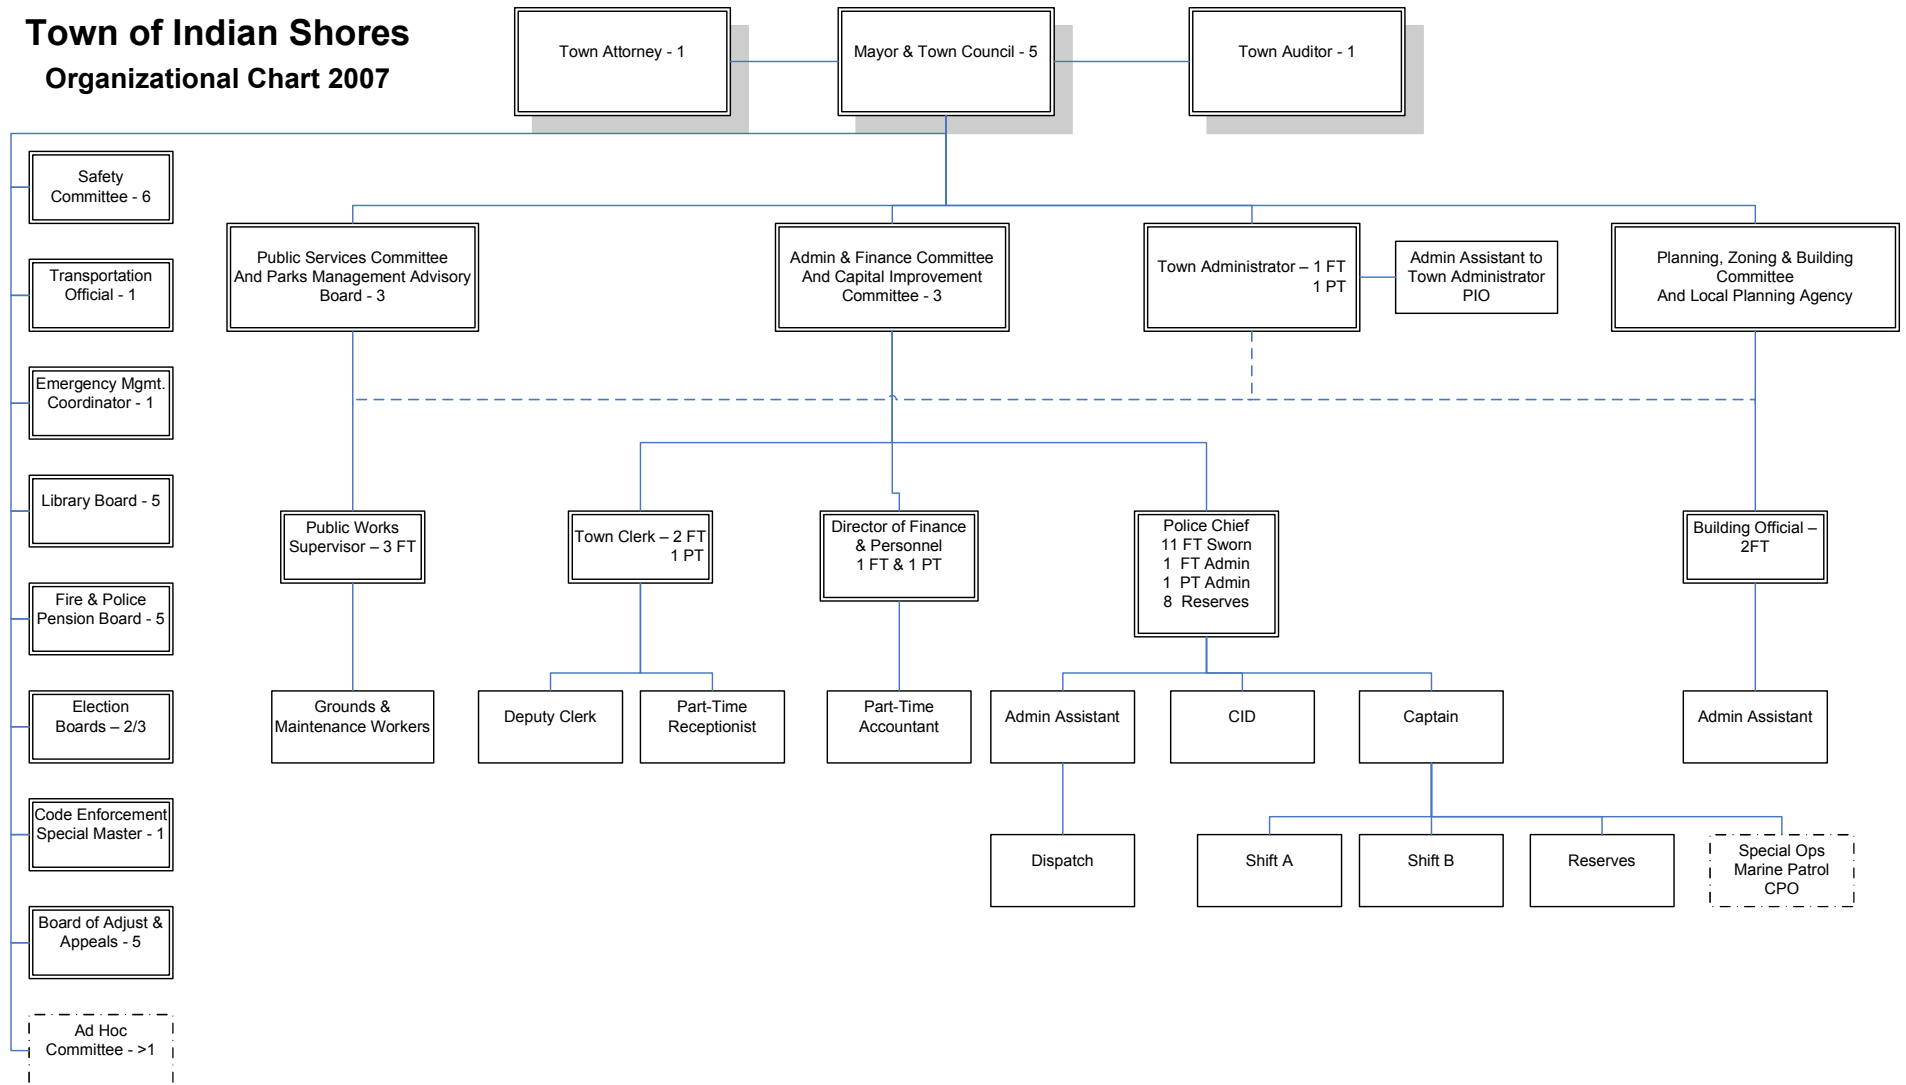 Town of Indian Shores
Organizational Chart 2007
Town Attorney - 1
Mayor & Town Council - 5
Town Auditor - 1
Safety
Committee - 6
Transportation
Official - 1
Emergency Mgmt.
Coordinator - 1
Library Board - 5
Fire & Police
Pension Board - 5
Election
Boards – 2/3
Code Enforcement
Special Master - 1
Board of Adjust &
Appeals - 5
Ad Hoc
Committee - >1
Public Services Committee
And Parks Management Advisory
Board - 3
Admin & Finance Committee
And Capital Improvement
Committee - 3
Town Administrator – 1 FT
1 PT
Admin Assistant to
Town Administrator
PIO
Planning, Zoning & Building
Committee
And Local Planning Agency
Public Works
Supervisor – 3 FT
Town Clerk – 2 FT
1 PT
Director of Finance
& Personnel
1 FT & 1 PT
Police Chief
11 FT Sworn
1 FT Admin
1 PT Admin
8 Reserves
Building Official –
2FT
Grounds &
Maintenance Workers
Deputy Clerk
Part-Time
Receptionist
Part-Time
Accountant
Admin Assistant
CID
Captain
Admin Assistant
Dispatch
Shift A
Shift B
Reserves
Special Ops
Marine Patrol
CPO